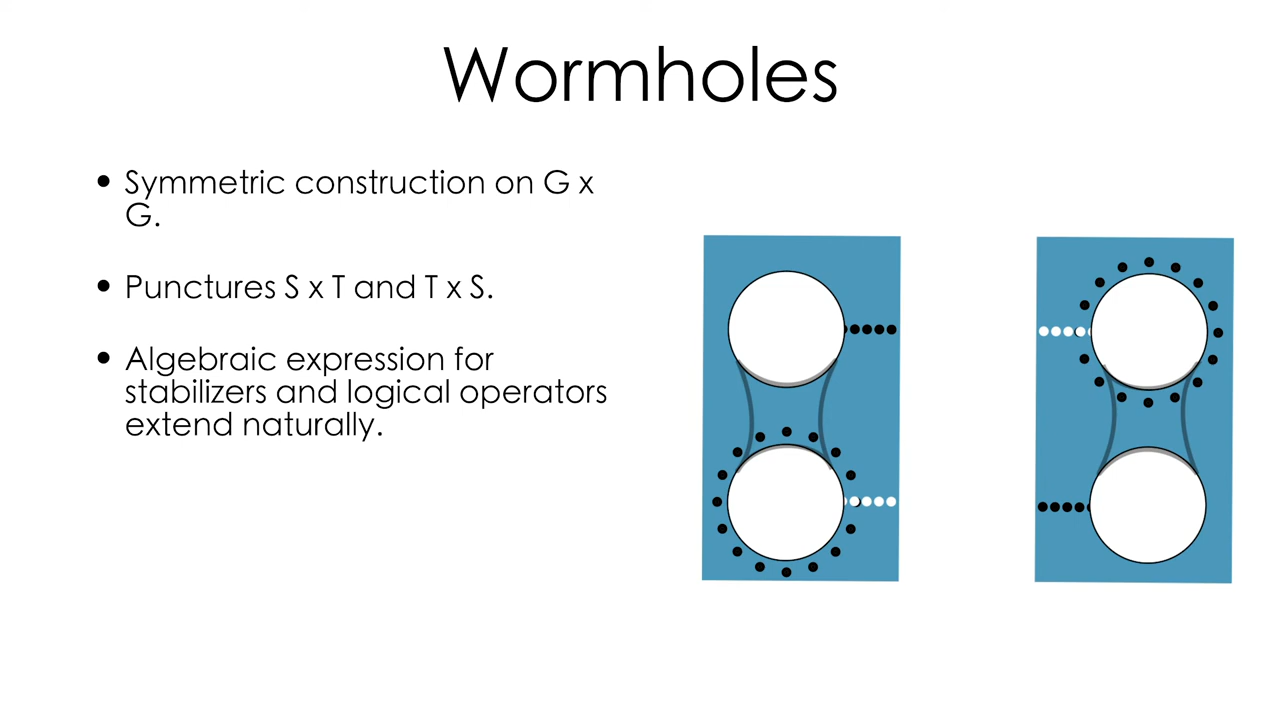 Wormholes
• Symmetric construction on G x
G.
• Punctures S x T and T x S.
• Algebraic expression for
stabilizers and logical operators
extend naturally.